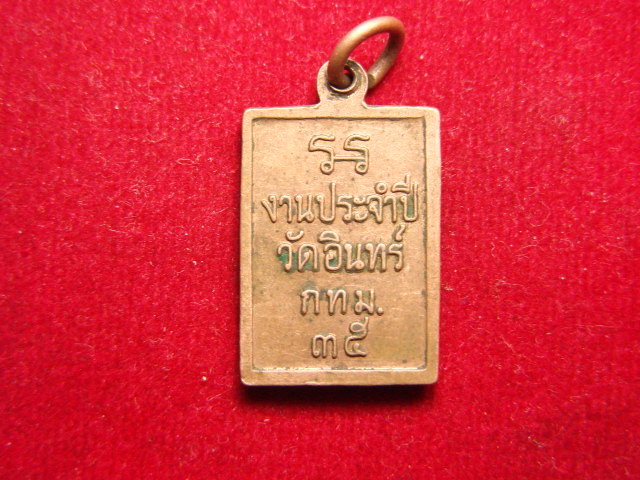 รร
งานประจำปี
วัดอินทร์
กทม.
๓๕